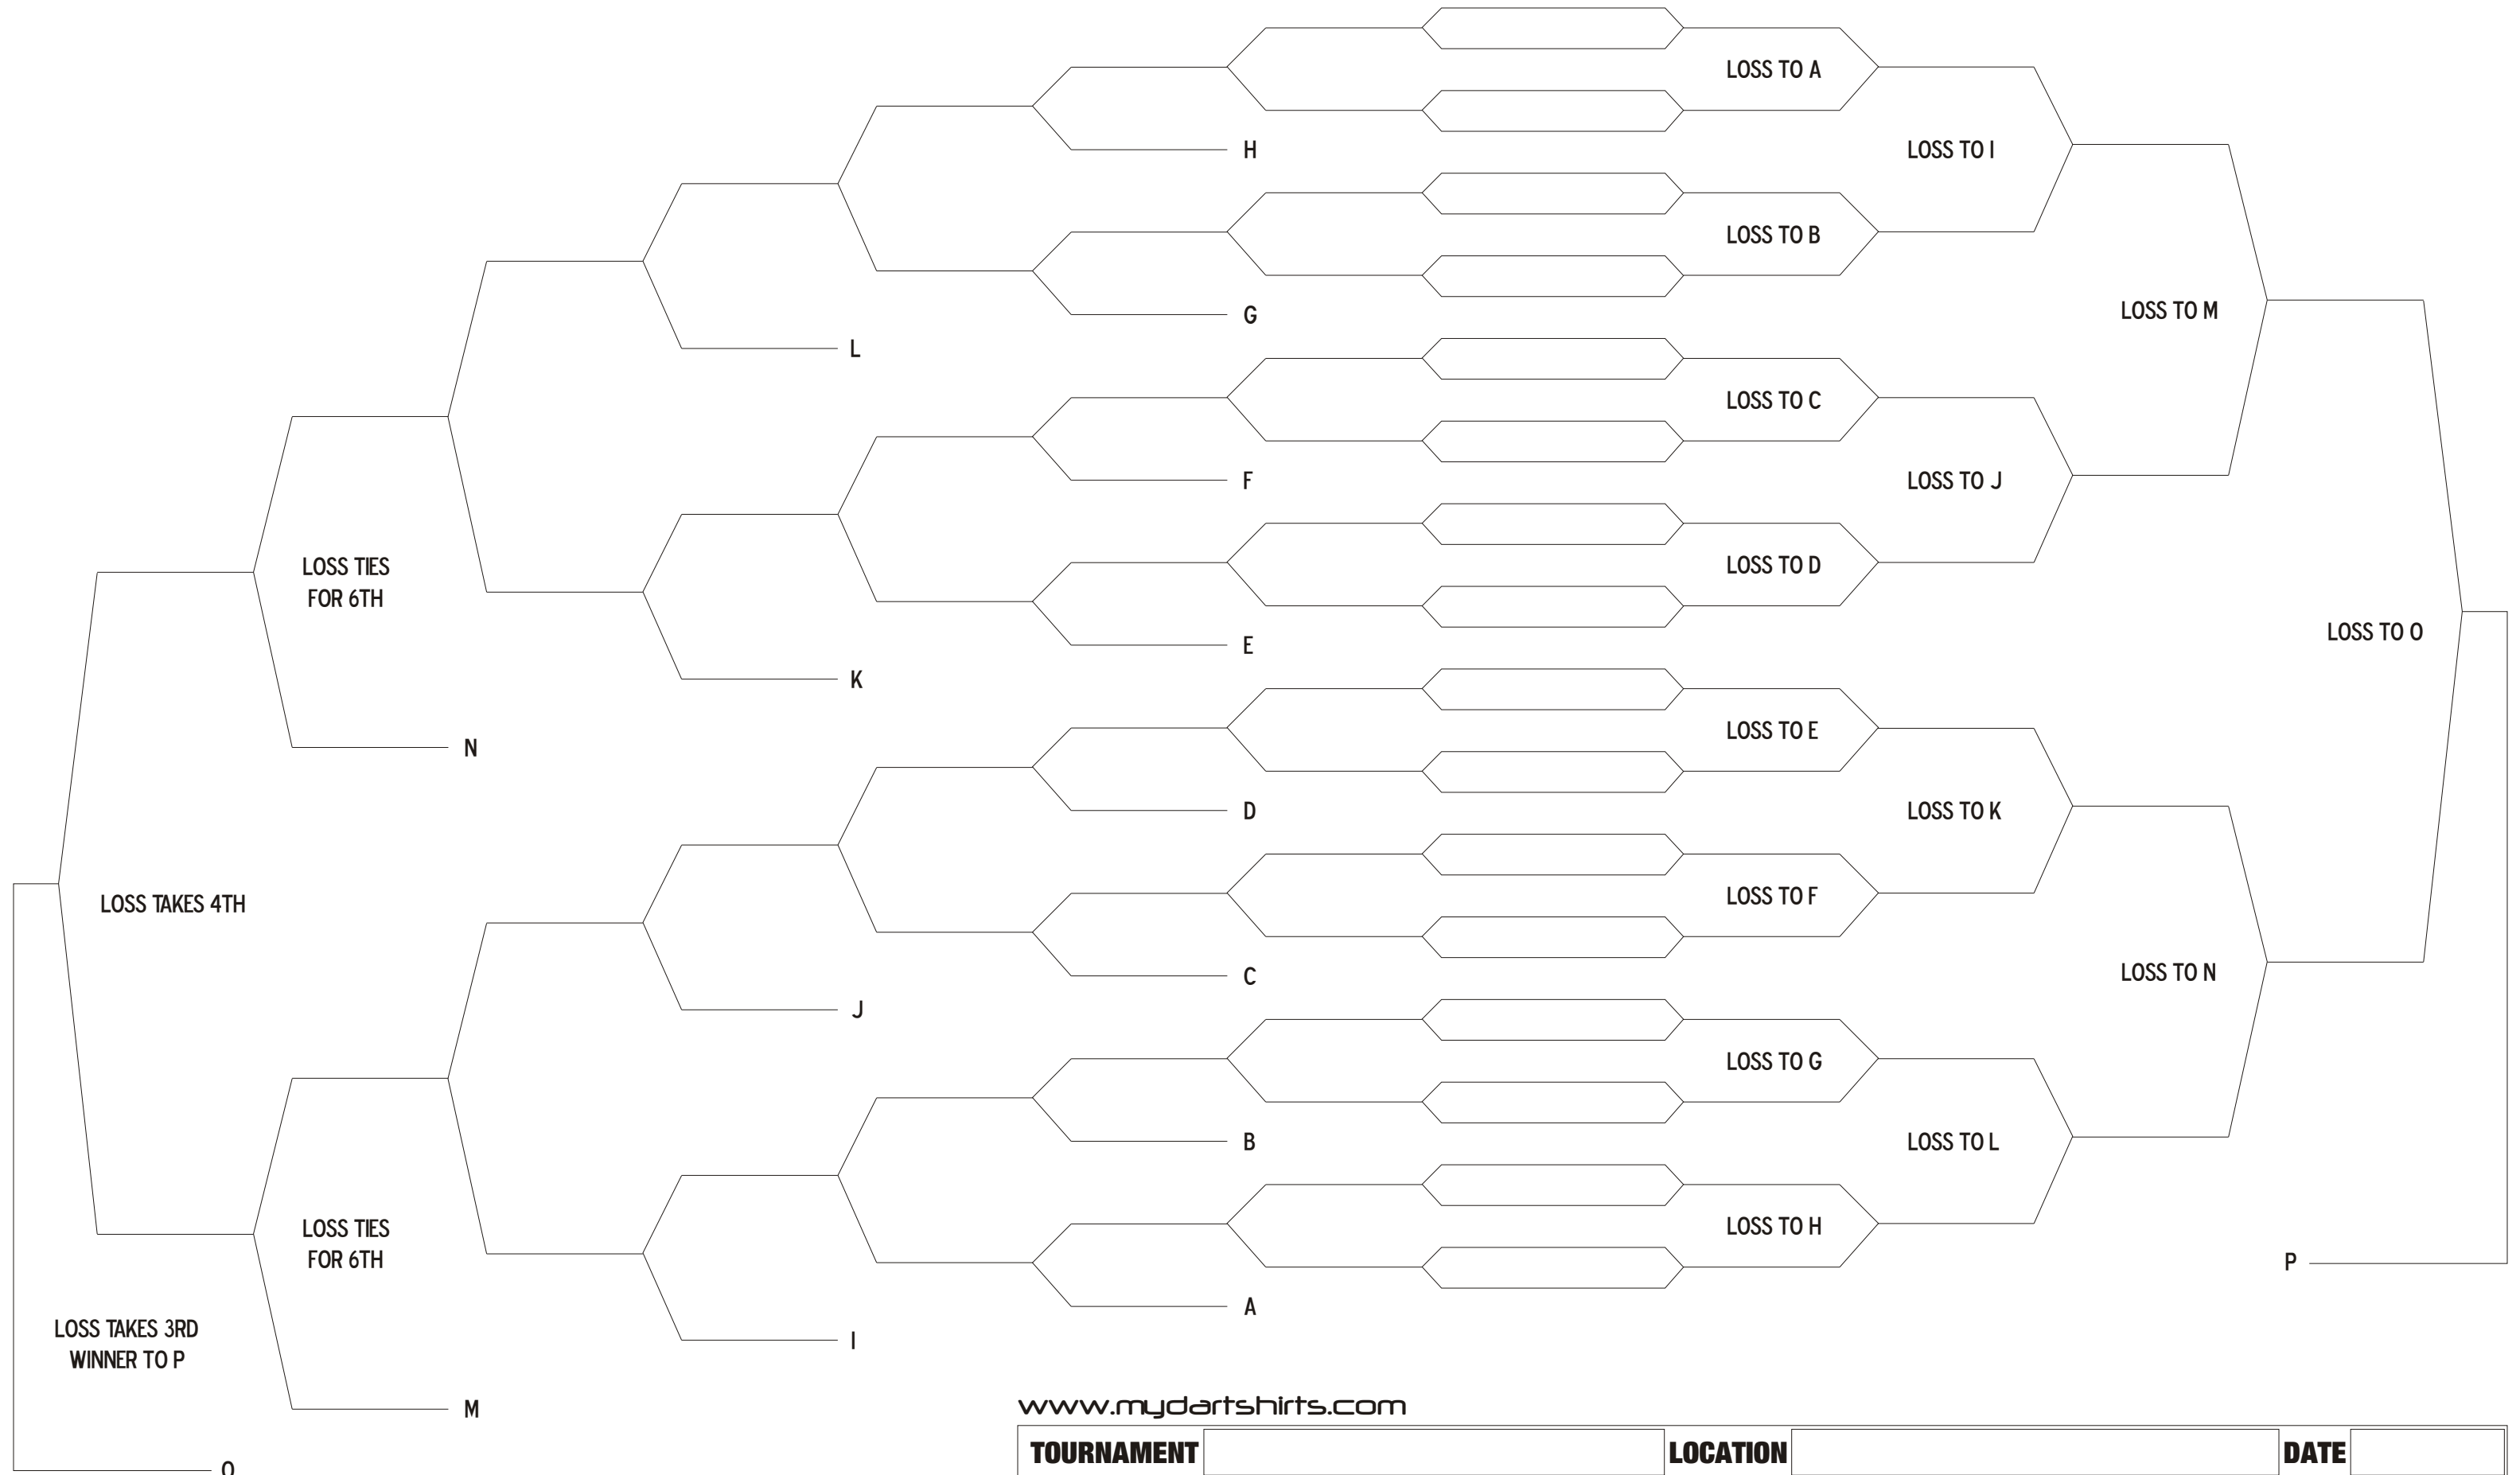 LOSS TO A
H
LOSS TO I
LOSS TO B
LOSS TO M
G
L
LOSS TO C
F
LOSS TO J
LOSS TIES
FOR 6TH
LOSS TO D
LOSS TO O
E
K
LOSS TO E
N
D
LOSS TO K
LOSS TAKES 4TH
LOSS TO F
LOSS TO N
C
J
LOSS TO G
B
LOSS TO L
LOSS TIES
FOR 6TH
LOSS TO H
P
A
LOSS TAKES 3RD
WINNER TO P
I
M
www.mydartshirts.com
TOURNAMENT LOCATION DATE
O